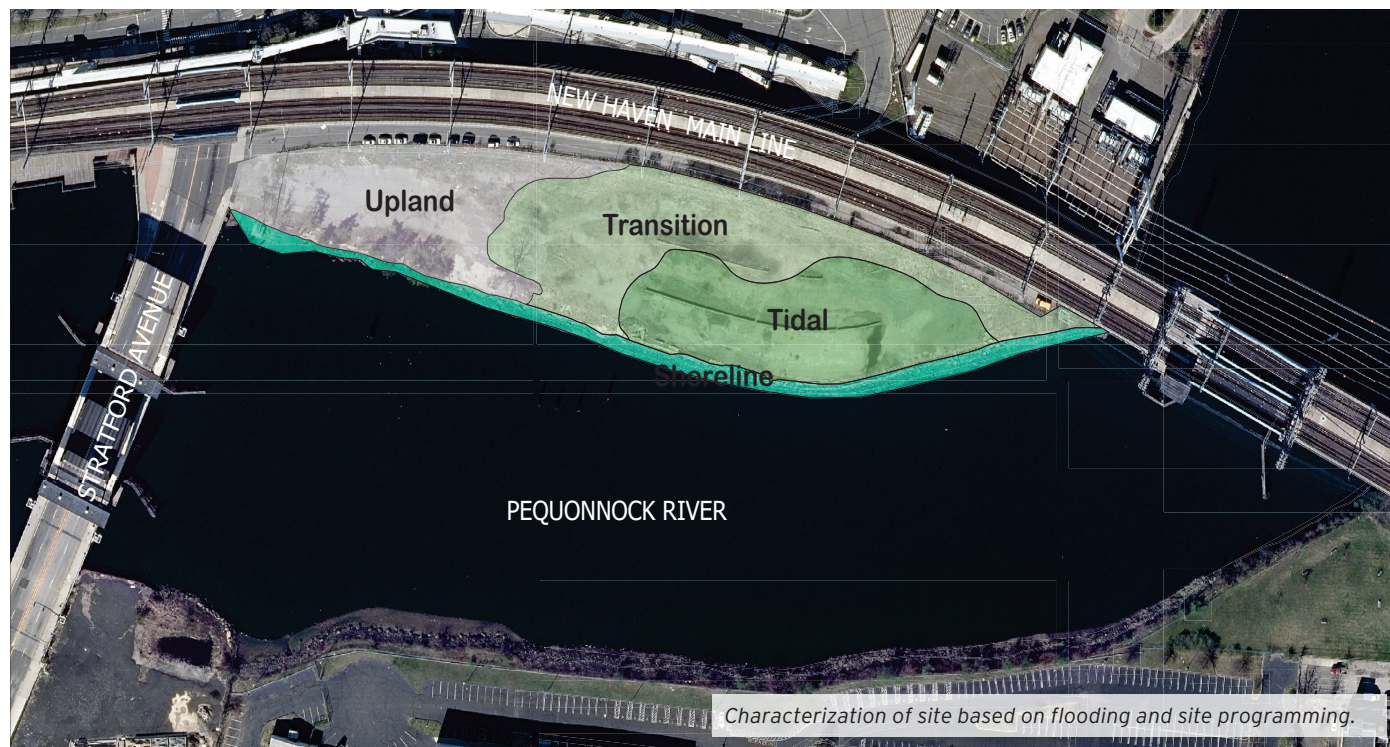 NEW HAVEN MAIN LINE
Upland
Transition
Tidal
Shoreline
STRATFORD AVENUE
PEQUONNOCK RIVER
Characterization of site based on flooding and site programming.